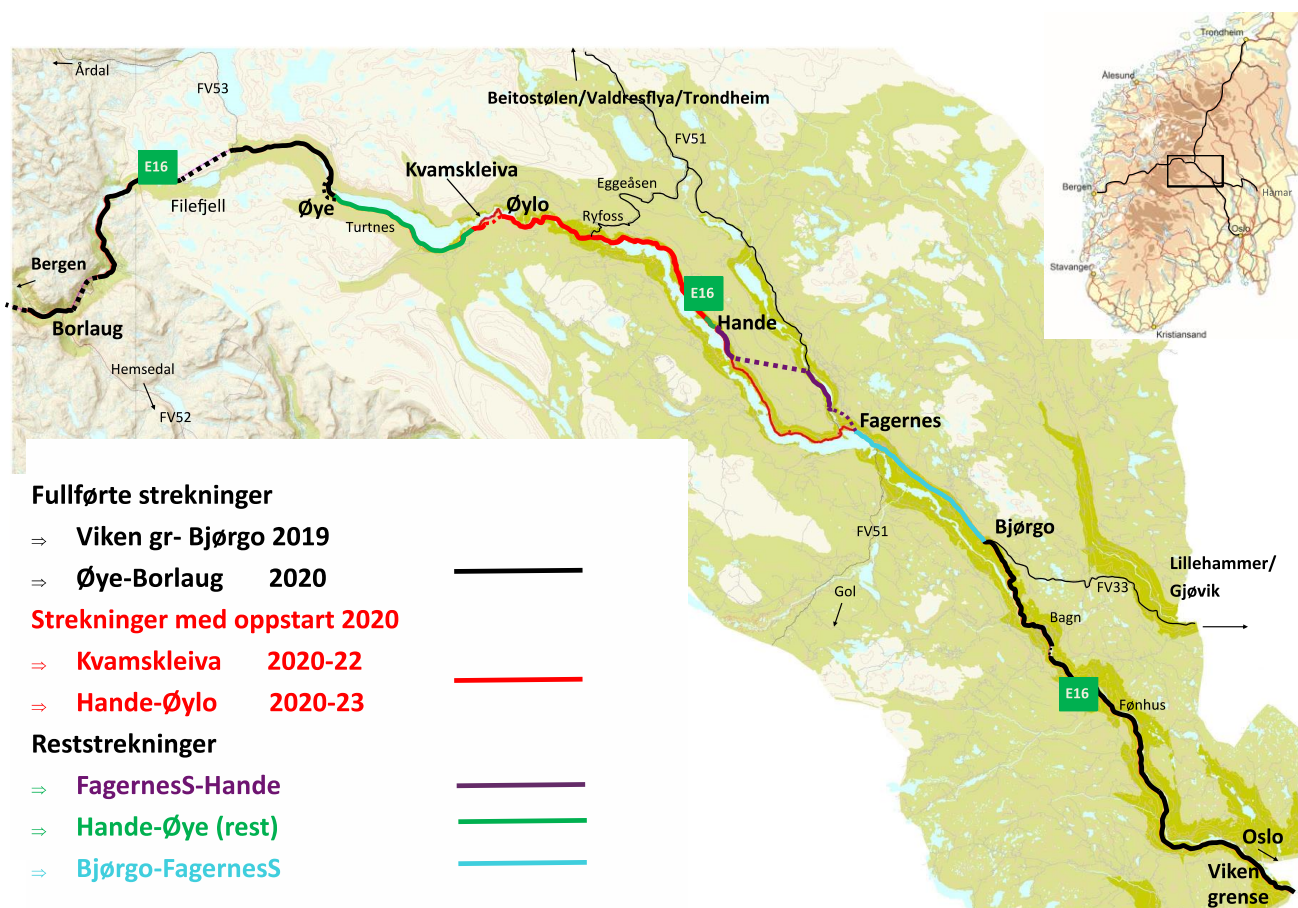 Trondheim
Ålesund
Bergen
Hamar
Oslo
Stavanger
Kristiansand
Årdal
FV53
Beitostølen/Valdresflya/Trondheim
FV51
E16
Kvamskleiva
Eggeåsen
Filefjell
Øye
Øylo
Turtnes
Ryfoss
Bergen
E16
Hande
Borlaug
Hemsedal
FV52
Fagernes
FV51
Bjørgo
Gol
FV33
Lillehammer/
Gjøvik
Bagn
E16
Fønhus
Oslo
Viken
grense
Fullførte strekninger
⇒ Viken gr- Bjørgo 2019
⇒ Øye-Borlaug 2020
Strekninger med oppstart 2020
⇒ Kvamskleiva 2020-22
⇒ Hande-Øylo 2020-23
Reststrekninger
⇒ FagernesS-Hande
⇒ Hande-Øye (rest)
⇒ Bjørgo-FagernesS